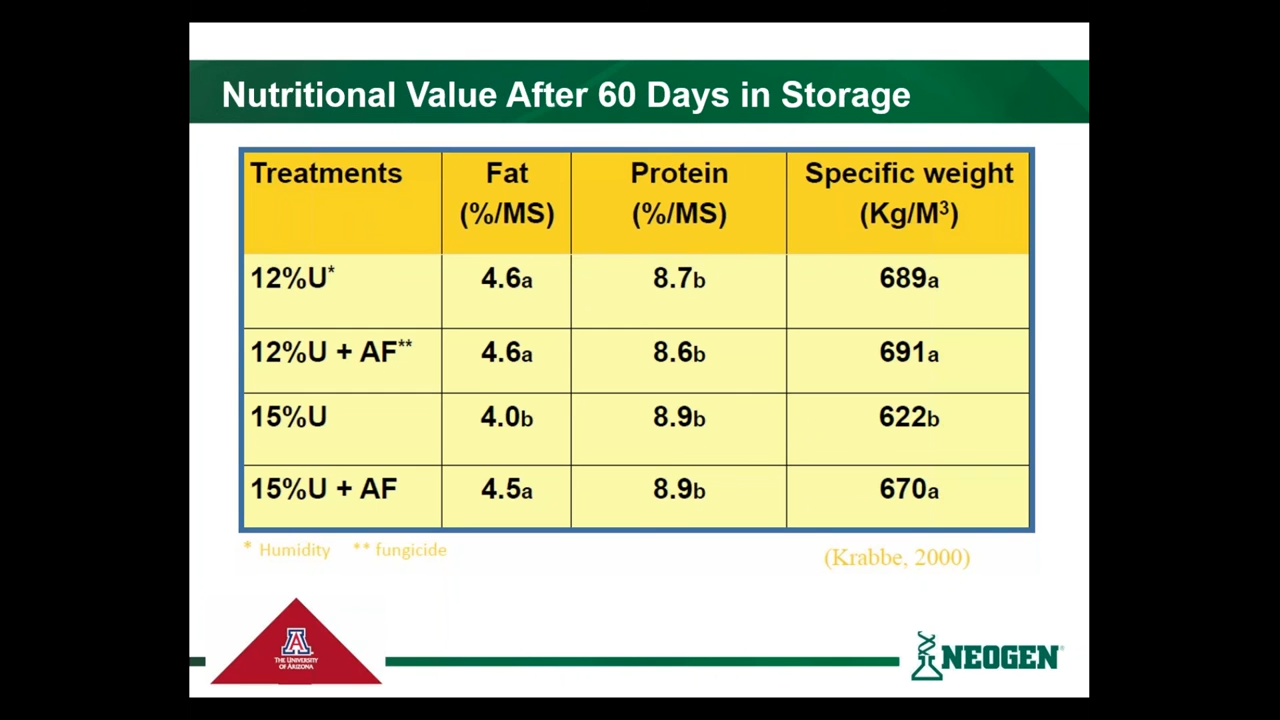 Nutritional Value After 60 Days in Storage
Treatments Fat Protein Specific weight
(%/MS) (%/MS) (Kg/M³)
12%U* 4.6a 8.7b 689a
12%U + AF** 4.6a 8.6b 691a
15%U 4.0b 8.9b 622b
15%U + AF 4.5a 8.9b 670a
* Humidity ** fungicide
(Krabbe, 2000)
A
THE UNIVERSITY
OF ARIZONA
NEOGEN®